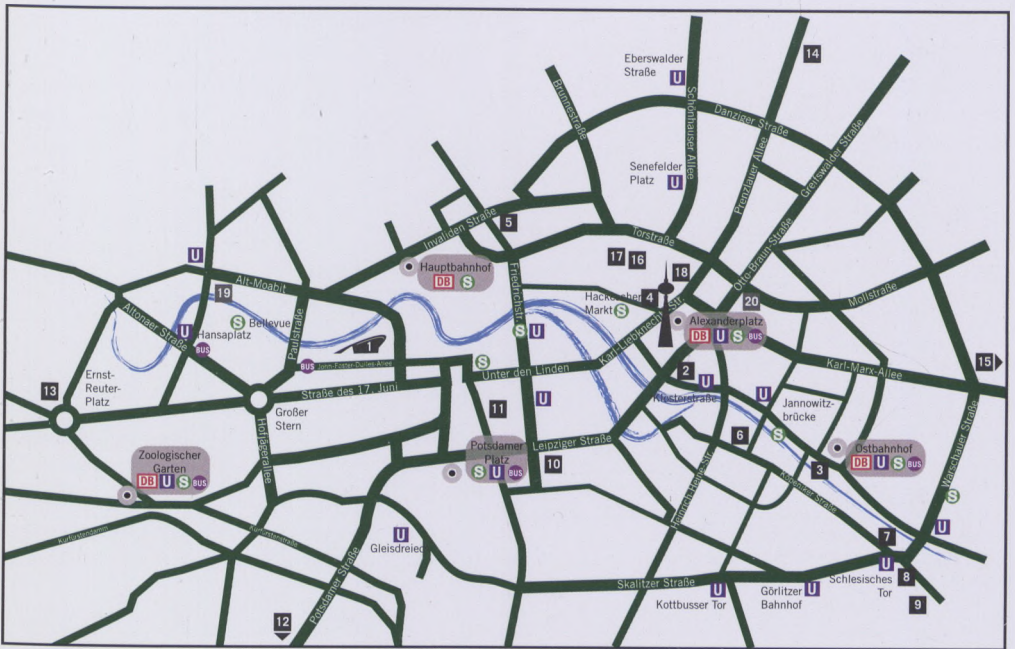 Eberswalder
Straße
U
14
Brunnestraße
Schönhauser Allee
Danziger Straße
Prenzlauer Allee
Greifswalder Straße
Senefelder
Platz
U
Invaliden Straße
5
Torstraße
17
16
18
Otto-Braun-Straße
U
Hauptbahnhof
DB S
Friedrichstr.
Alt-Moabit
19
Bellevue
S
Altonaer Straße
U
Hansaplatz
BUS
Paulstraße
1
BUS
John-Foster-Dulles-Allee
Hackescher
Markt
S
4
20
Mollstraße
Alexanderplatz
DB U S BUS
S
U
S
Karl-Liebknecht-Str.
15
Ernst-
Reuter-
Platz
13
Straße des 17. Juni
Unter den Linden
Karl-Marx-Allee
2
U
Klosterstraße
U
Jannowitz-
brücke
S
Großer
Stern
Hofjägerallee
U
11
6
Zoologischer
Garten
DB U S BUS
Potsdamer
Platz
S U BUS
Leipziger Straße
10
Heinrich-Heine-Str.
3
Ostbahnhof
DB U S BUS
Warschauer Straße
S
U
Köpenicker Straße
Kurfürstendamm
Kurfürstenstraße
U
Gleisdreieck
Potsdamer Straße
7
U
Schlesisches
Tor
8
9
Skalitzer Straße
Kottbusser Tor
U
Görlitzer
Bahnhof
U
12